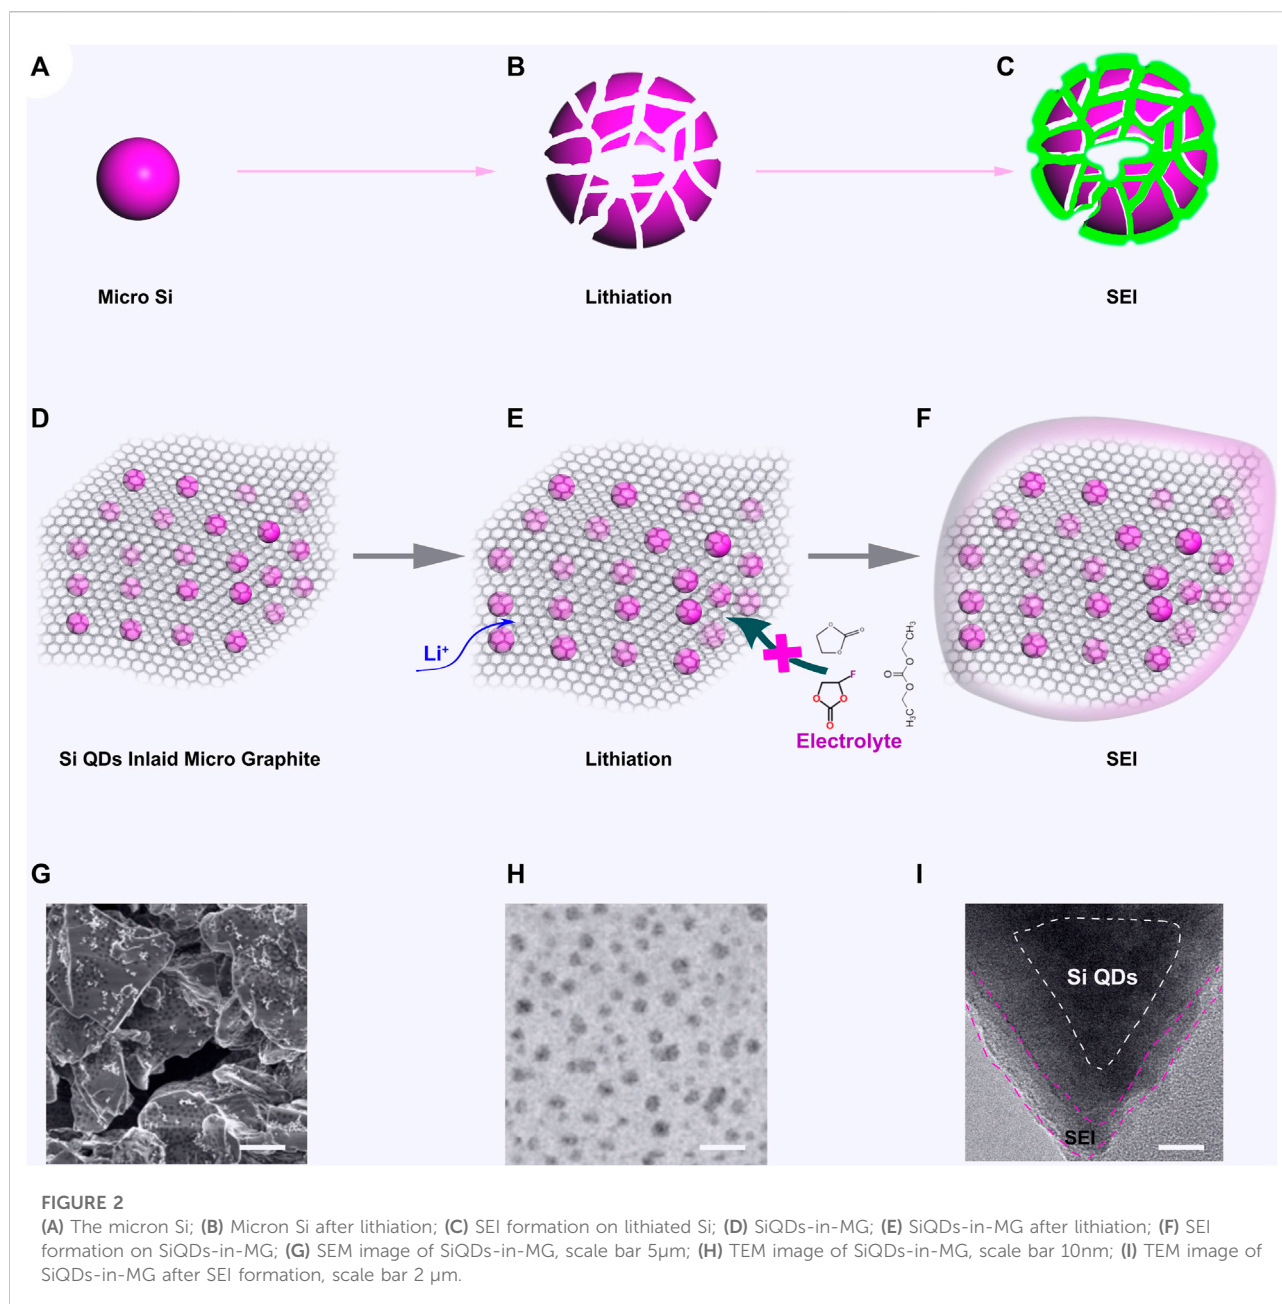 A
B
C
Micro Si
Lithiation
SEI
D
E
F
Li+
O
O
O
F
O
O
O
CH₃
O
O
O
H₃C
Electrolyte
Si QDs Inlaid Micro Graphite
Lithiation
SEI
G
H
I
Si QDs
SEI
FIGURE 2
(A) The micron Si; (B) Micron Si after lithiation; (C) SEI formation on lithiated Si; (D) SiQDs-in-MG; (E) SiQDs-in-MG after lithiation; (F) SEI
formation on SiQDs-in-MG; (G) SEM image of SiQDs-in-MG, scale bar 5μm; (H) TEM image of SiQDs-in-MG, scale bar 10nm; (I) TEM image of
SiQDs-in-MG after SEI formation, scale bar 2 μm.